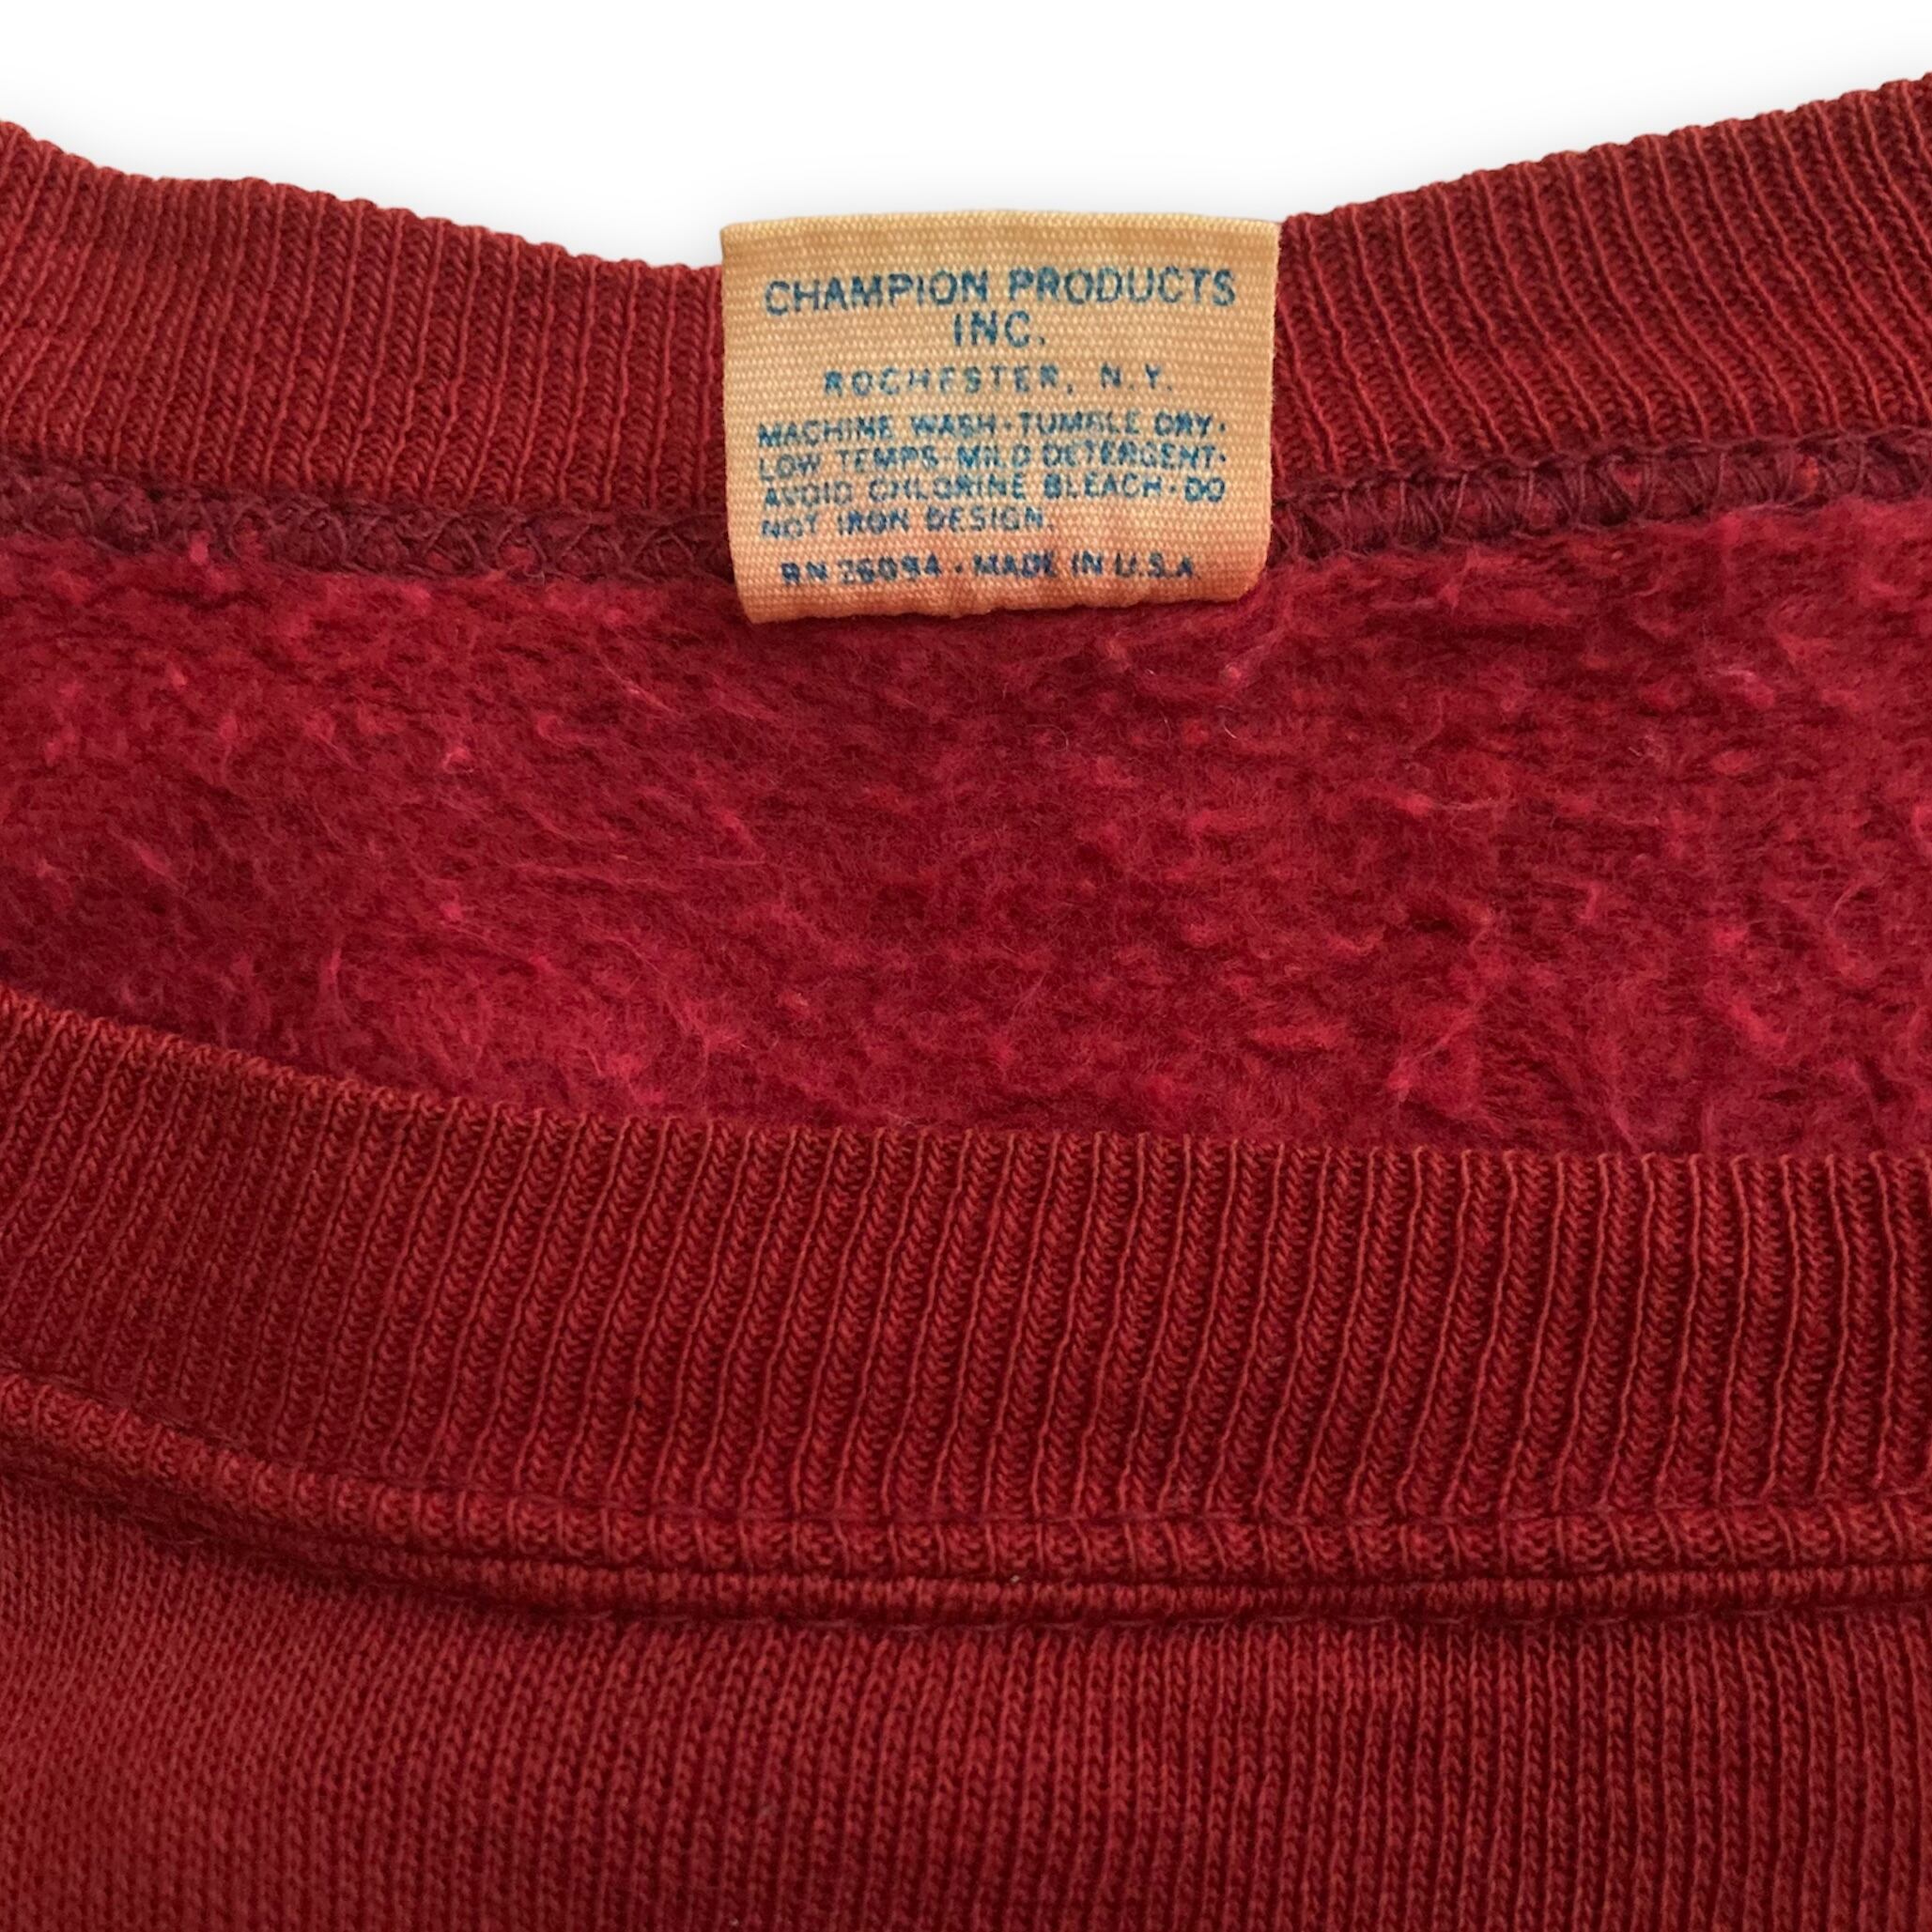 CHAMPION PRODUCTS
INC.
ROCHESTER, N.Y.
MACHINE WASH·TUMBLE DRY·
LOW TEMPS·MILD DETERGENT·
AVOID CHLORINE BLEACH·DO
NOT IRON DESIGN.
RN 26094·MADE IN U.S.A